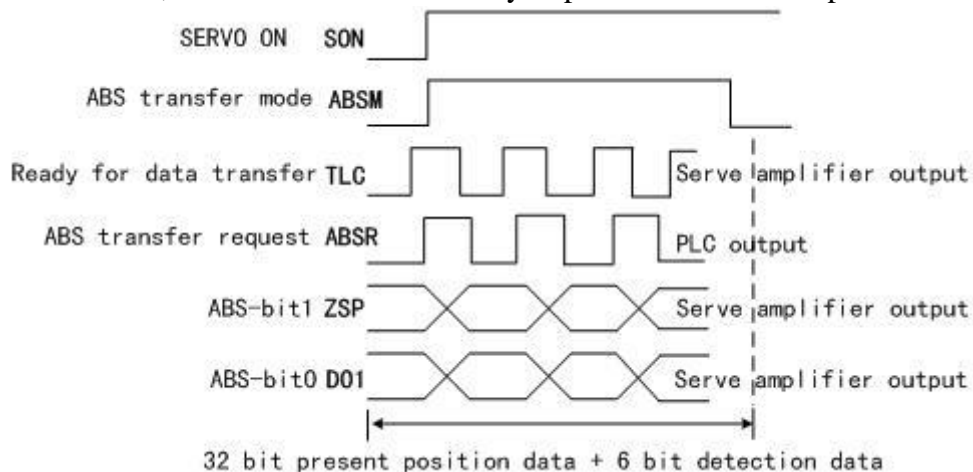 SERVO ON SON
ABS transfer mode ABSM
Ready for data transfer TLC Serve amplifier output
ABS transfer request ABSR PLC output
ABS-bit1 ZSP Serve amplifier output
ABS-bit0 DO1 Serve amplifier output
32 bit present position data + 6 bit detection data